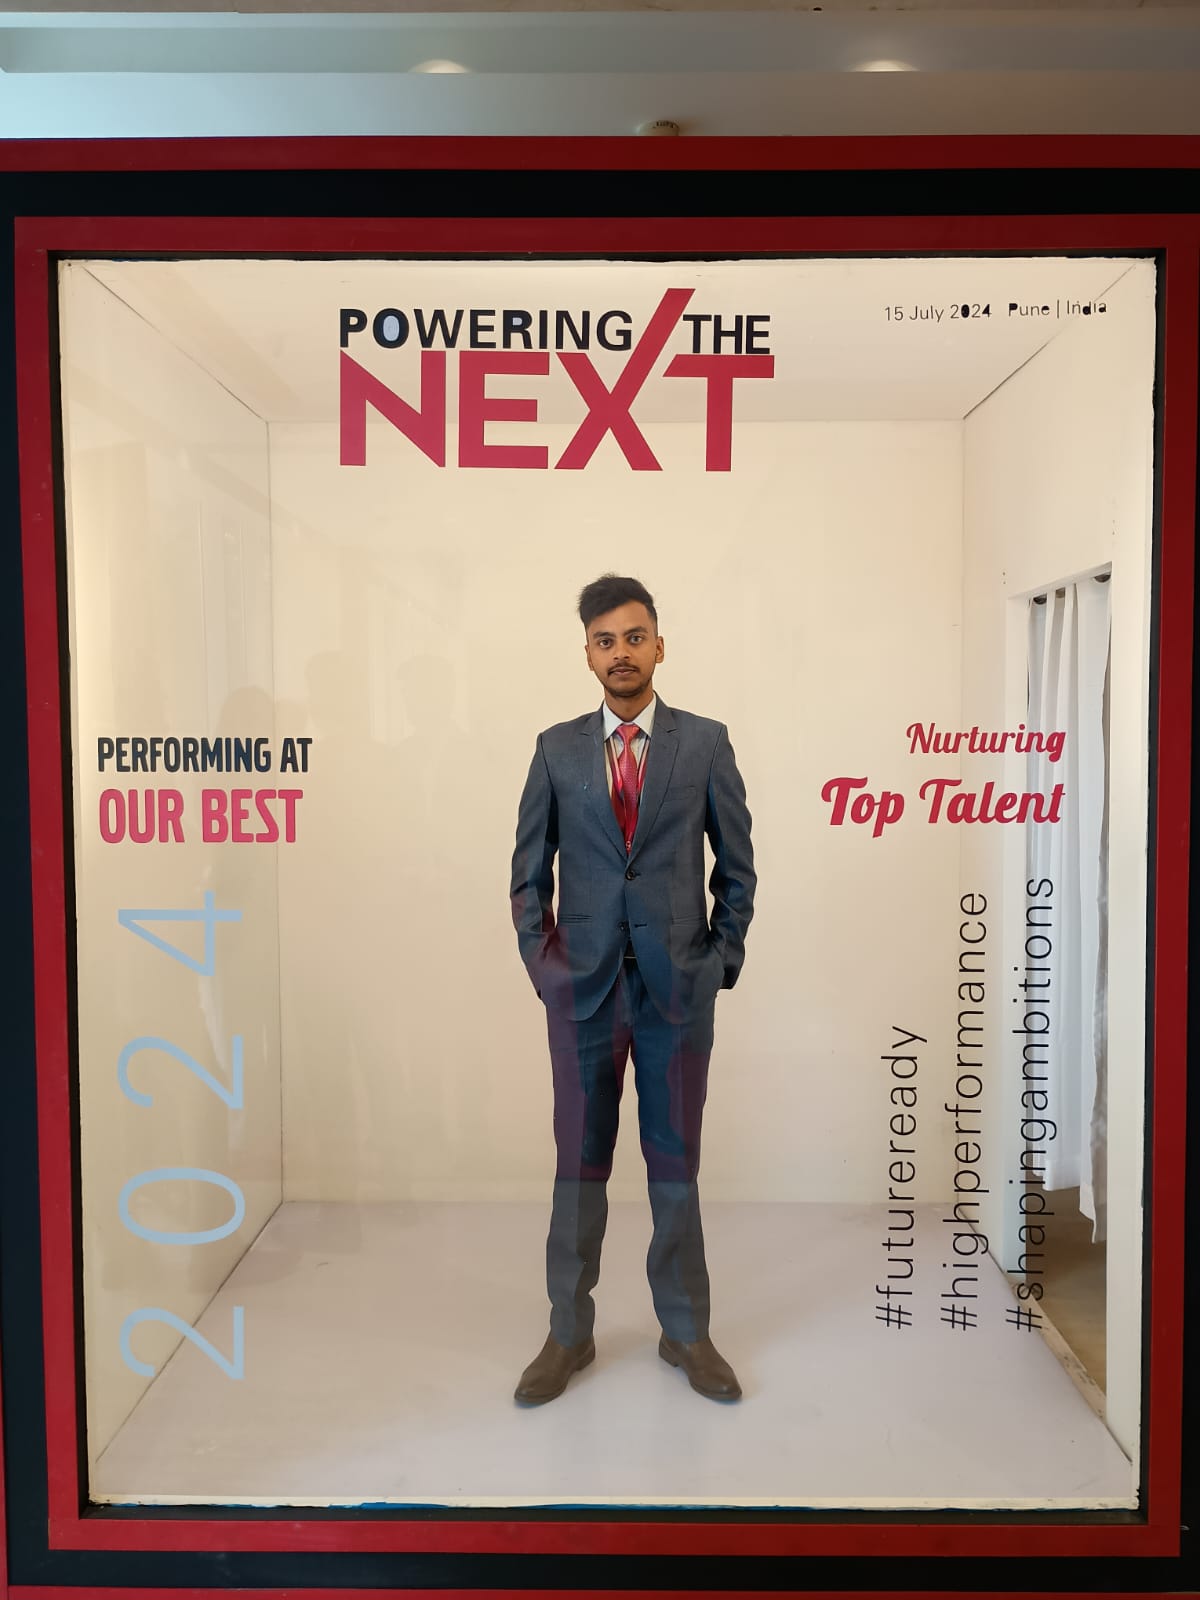 POWERING THE
NEXT
15 July 2024 Pune | India
PERFORMING AT
OUR BEST
2024
Nurturing
Top Talent
#futureready
#highperformance
#shapingambitions